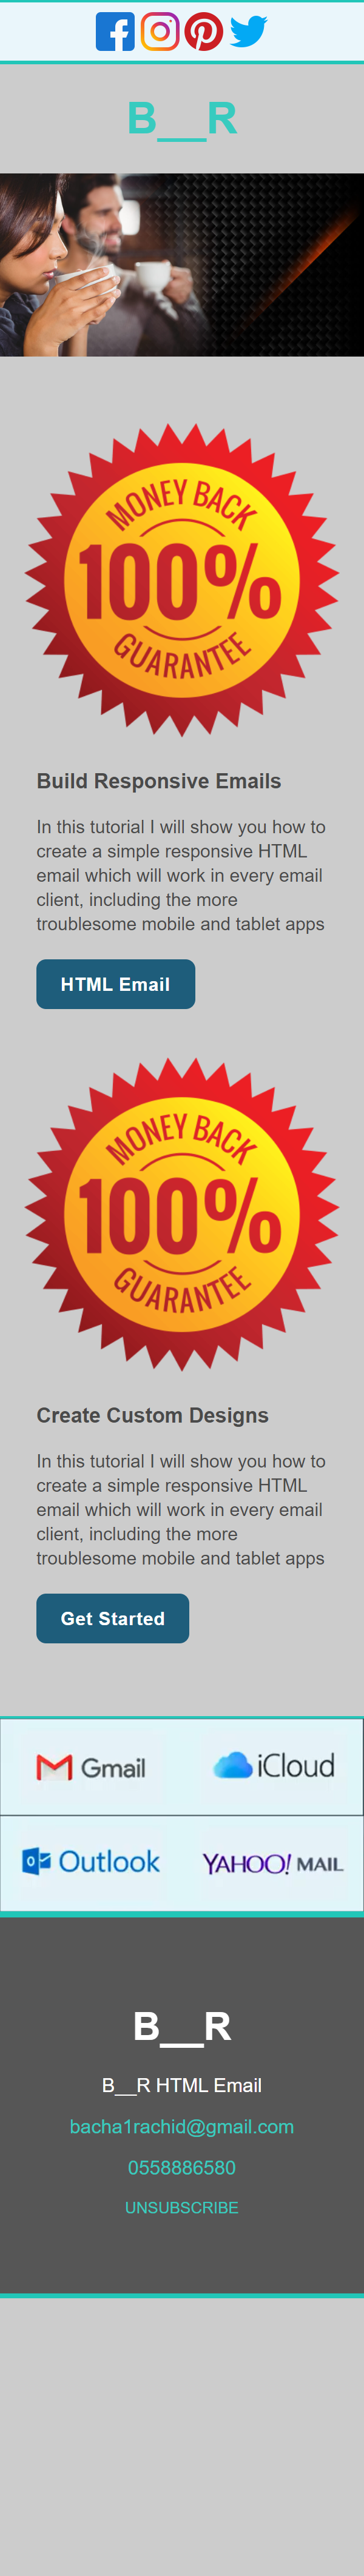 B__R
MONEY BACK
100%
GUARANTEE
Build Responsive Emails
In this tutorial I will show you how to
create a simple responsive HTML
email which will work in every email
client, including the more
troublesome mobile and tablet apps
HTML Email
MONEY BACK
100%
GUARANTEE
Create Custom Designs
In this tutorial I will show you how to
create a simple responsive HTML
email which will work in every email
client, including the more
troublesome mobile and tablet apps
Get Started
Gmail
iCloud
Outlook
YAHOO! MAIL
B__R
B__R HTML Email
bacha1rachid@gmail.com
0558886580
UNSUBSCRIBE